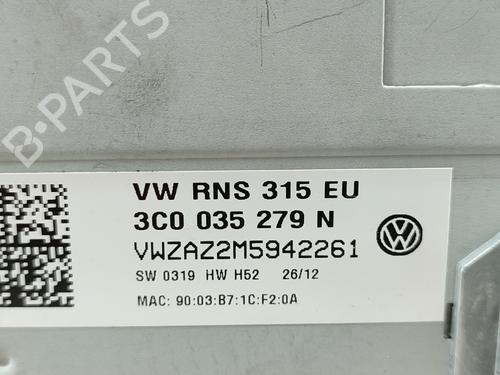 B-PARTS
VW RNS 315 EU
3C0 035 279 N
VWZAZ2M5942261
SW 0319 HW H52 26/12
MAC: 90:03:B7:1C:F2:0A